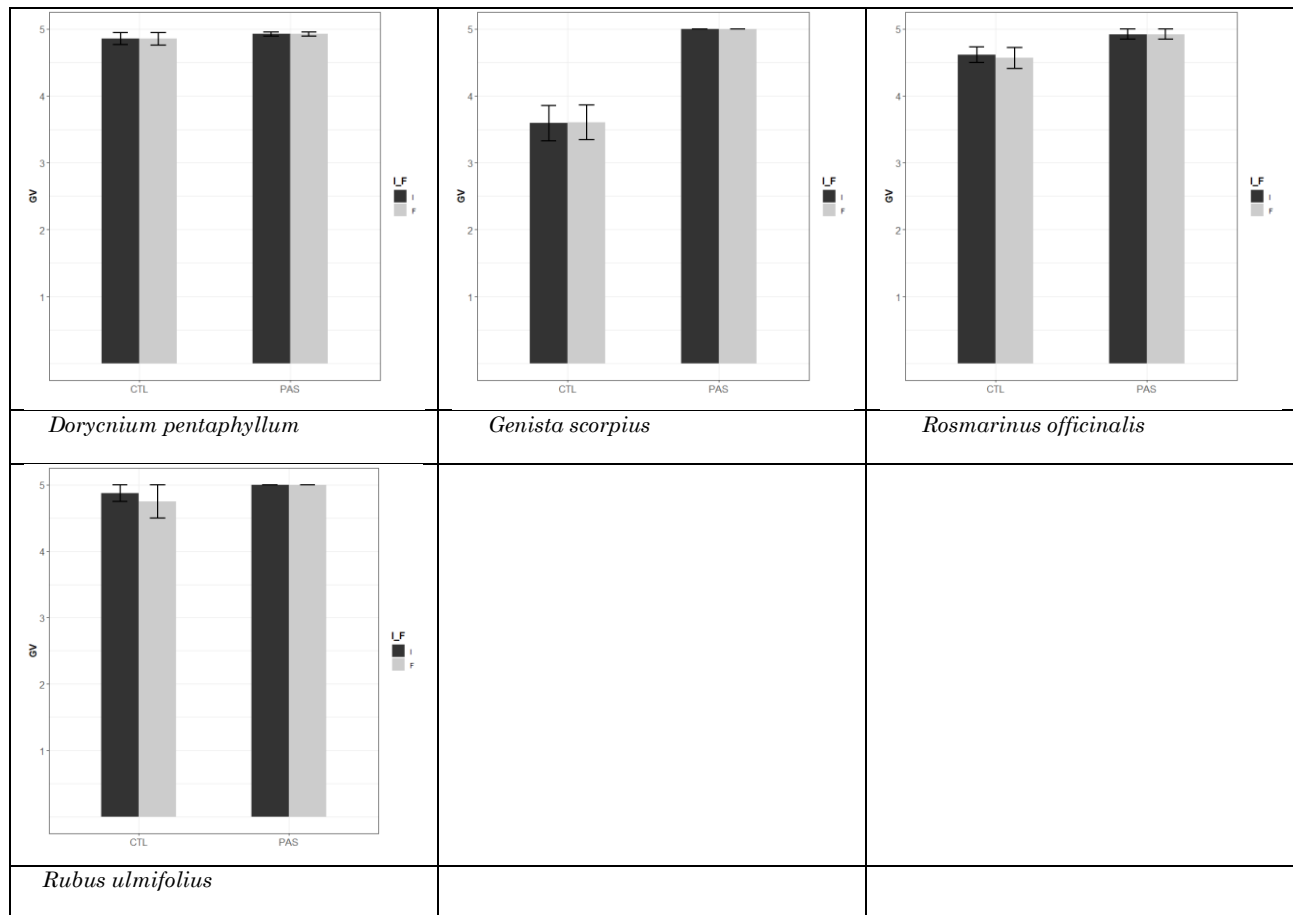 5
4
3
2
1
GV
CTL PAS
I_F
I
F
Dorycnium pentaphyllum
5
4
3
2
1
GV
CTL PAS
I_F
I
F
Genista scorpius
5
4
3
2
1
GV
CTL PAS
I_F
I
F
Rosmarinus officinalis
5
4
3
2
1
GV
CTL PAS
I_F
I
F
Rubus ulmifolius